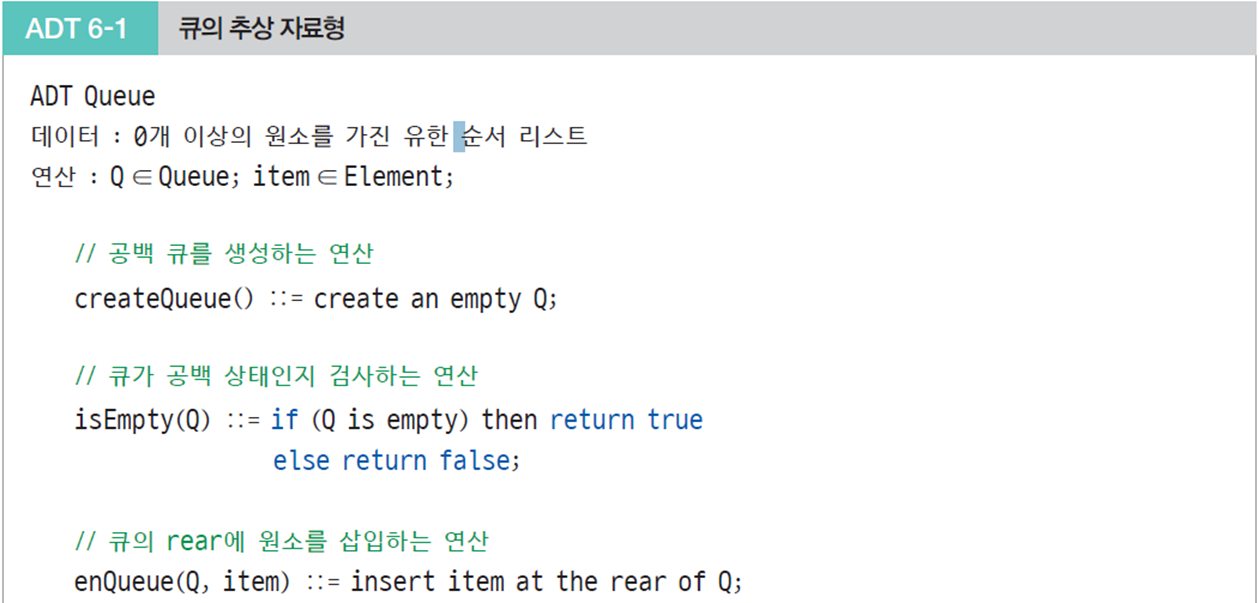 ADT 6-1 큐의 추상 자료형
ADT Queue
데이터 : 0개 이상의 원소를 가진 유한 순서 리스트
연산 : Q∈Queue; item∈Element;
// 공백 큐를 생성하는 연산
createQueue() ::= create an empty Q;
// 큐가 공백 상태인지 검사하는 연산
isEmpty(Q) ::= if (Q is empty) then return true
else return false;
// 큐의 rear에 원소를 삽입하는 연산
enQueue(Q, item) ::= insert item at the rear of Q;